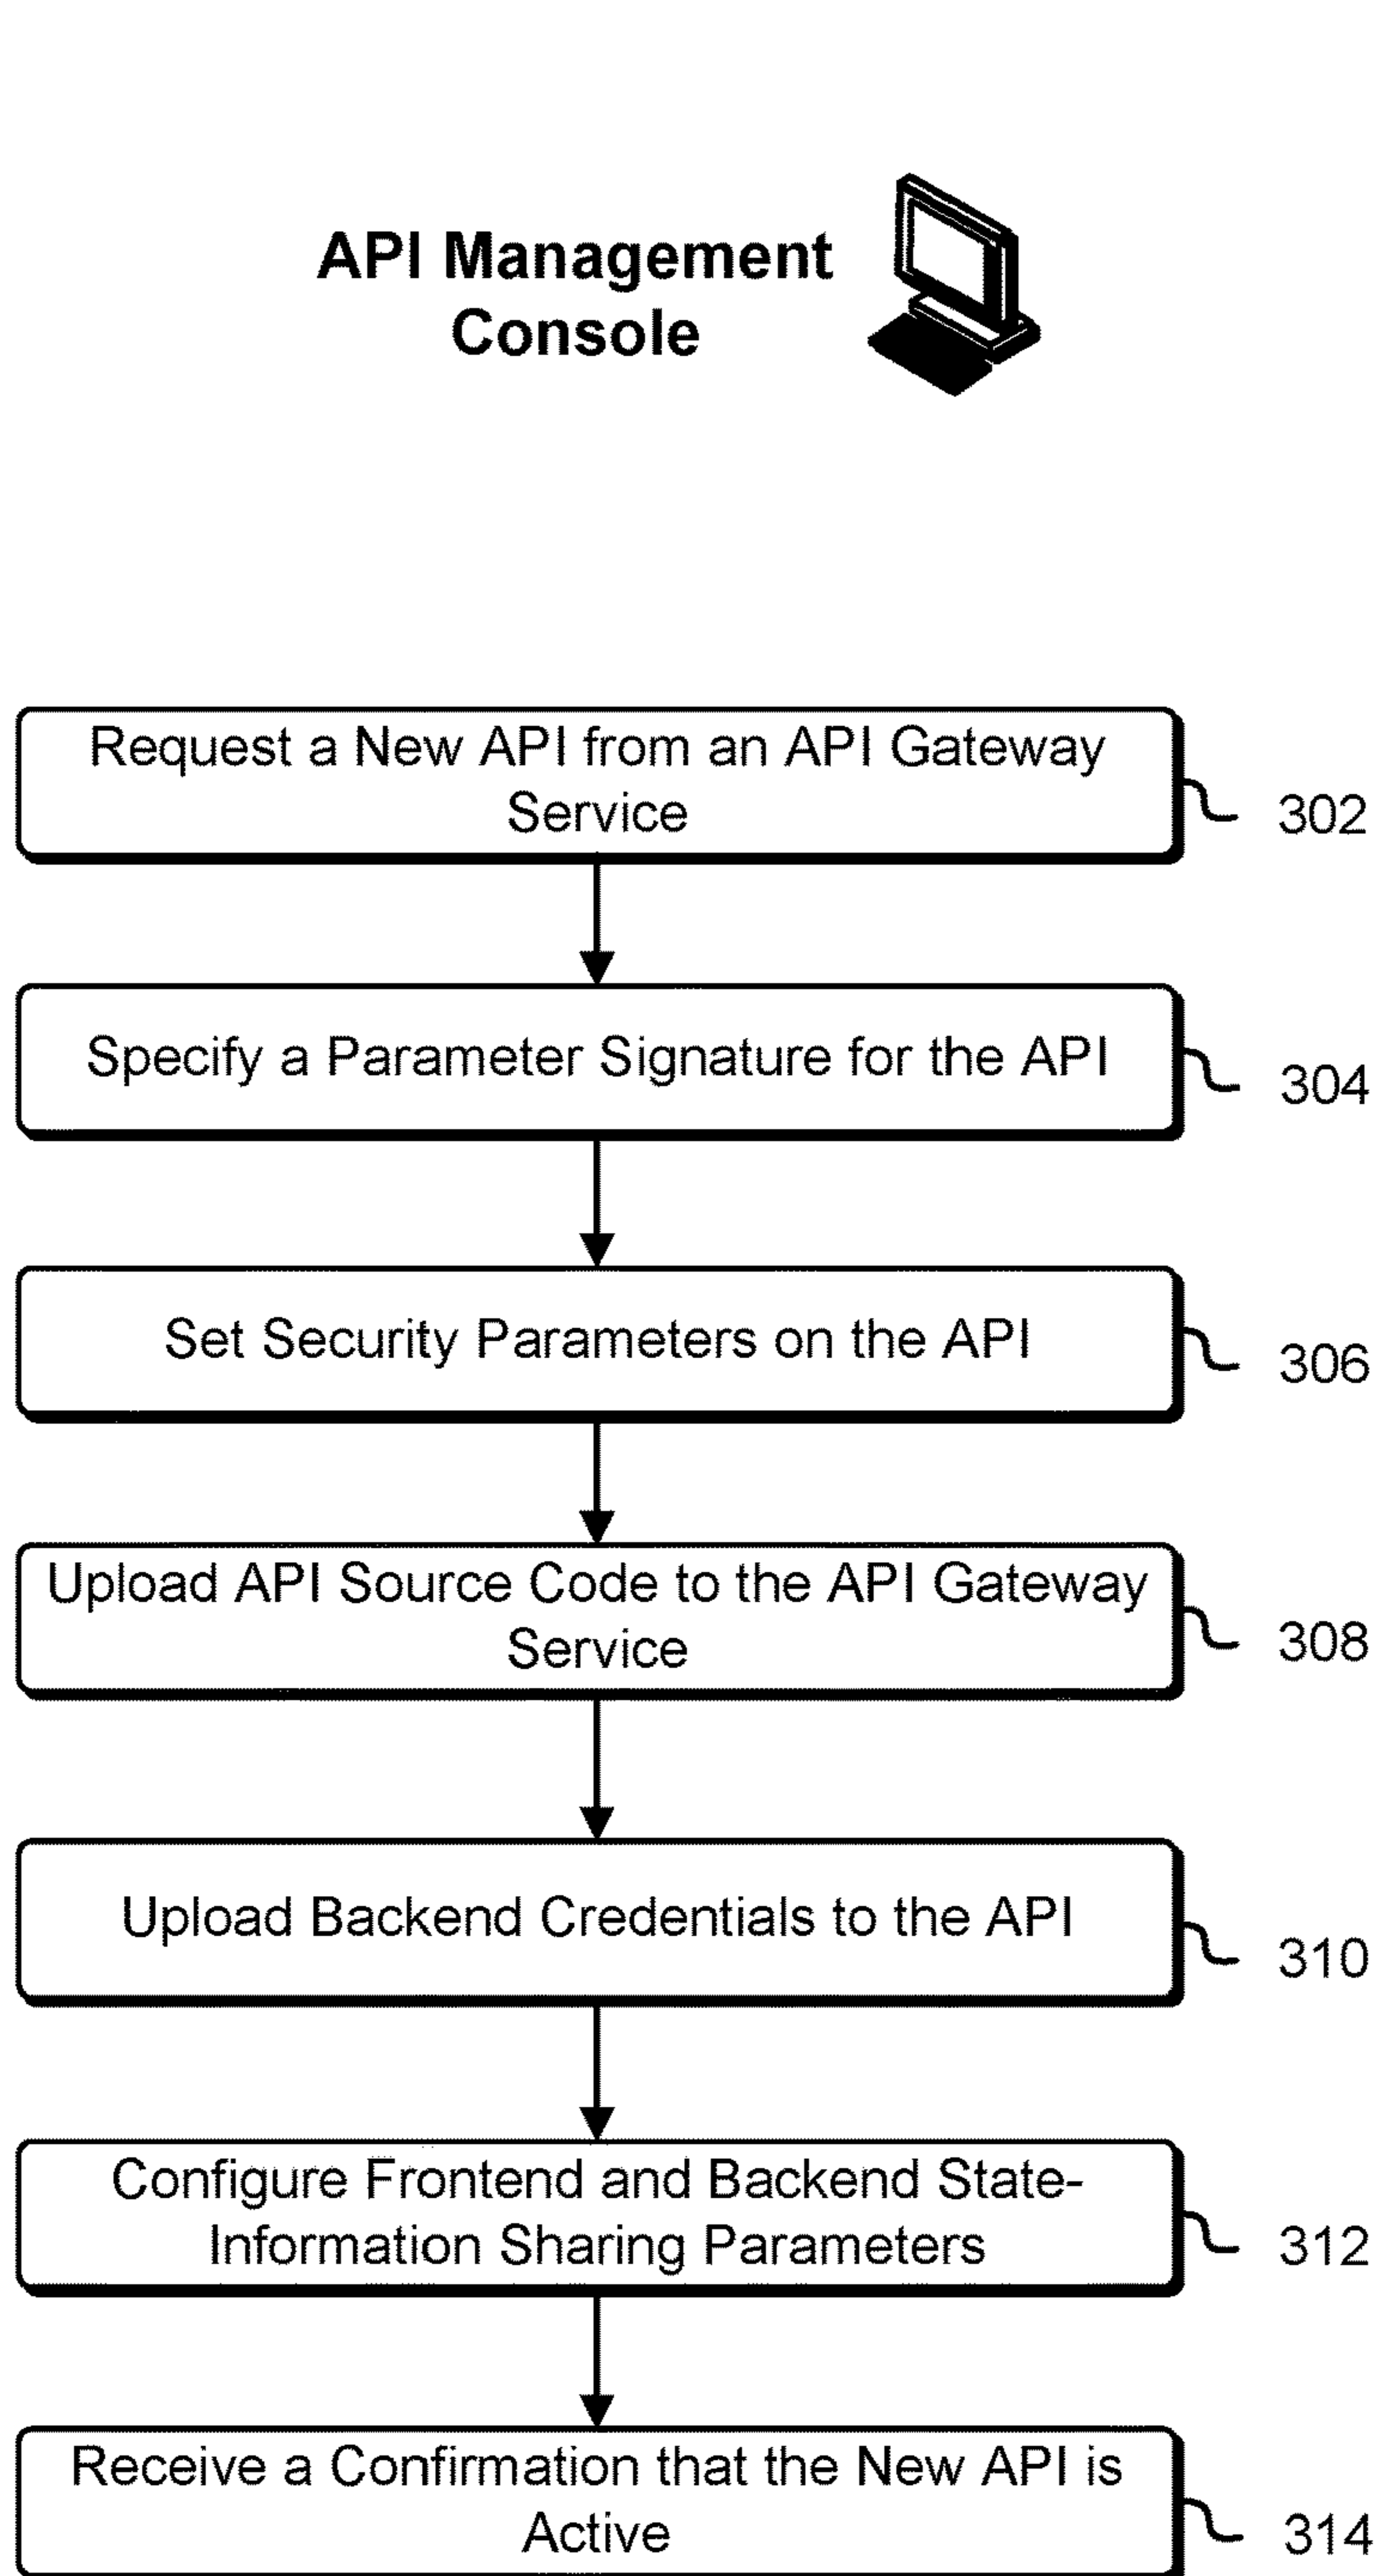 API Management
Console
Request a New API from an API Gateway
Service
302
Specify a Parameter Signature for the API
304
Set Security Parameters on the API
306
Upload API Source Code to the API Gateway
Service
308
Upload Backend Credentials to the API
310
Configure Frontend and Backend State-
Information Sharing Parameters
312
Receive a Confirmation that the New API is
Active
314